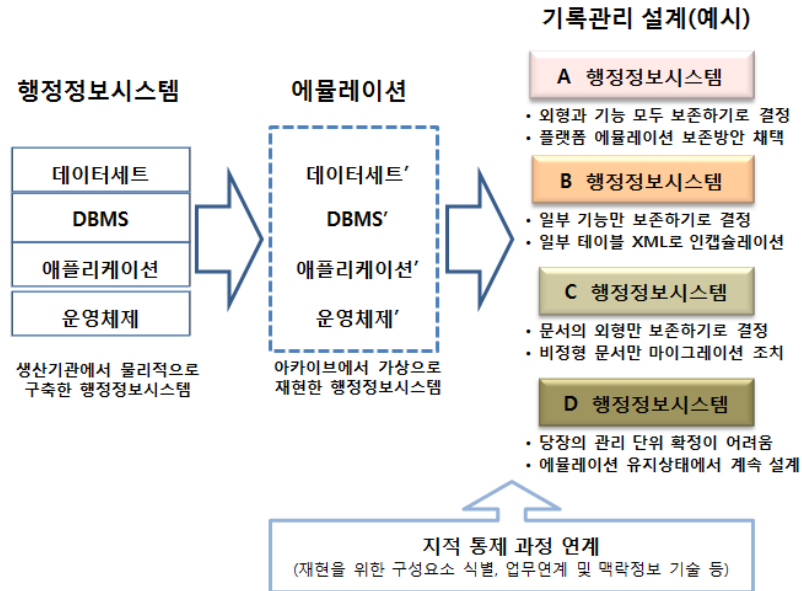 기록관리 설계(예시)
행정정보시스템
에뮬레이션
데이터세트
DBMS
애플리케이션
운영체제
생산기관에서 물리적으로
구축한 행정정보시스템
데이터세트’
DBMS’
애플리케이션’
운영체제’
아카이브에서 가상으로
재현한 행정정보시스템
A 행정정보시스템
• 외형과 기능 모두 보존하기로 결정
• 플랫폼 에뮬레이션 보존방안 채택
B 행정정보시스템
• 일부 기능만 보존하기로 결정
• 일부 테이블 XML로 인캡슐레이션
C 행정정보시스템
• 문서의 외형만 보존하기로 결정
• 비정형 문서만 마이그레이션 조치
D 행정정보시스템
• 당장의 관리 단위 확정이 어려움
• 에뮬레이션 유지상태에서 계속 설계
지적 통제 과정 연계
(재현을 위한 구성요소 식별, 업무연계 및 맥락정보 기술 등)